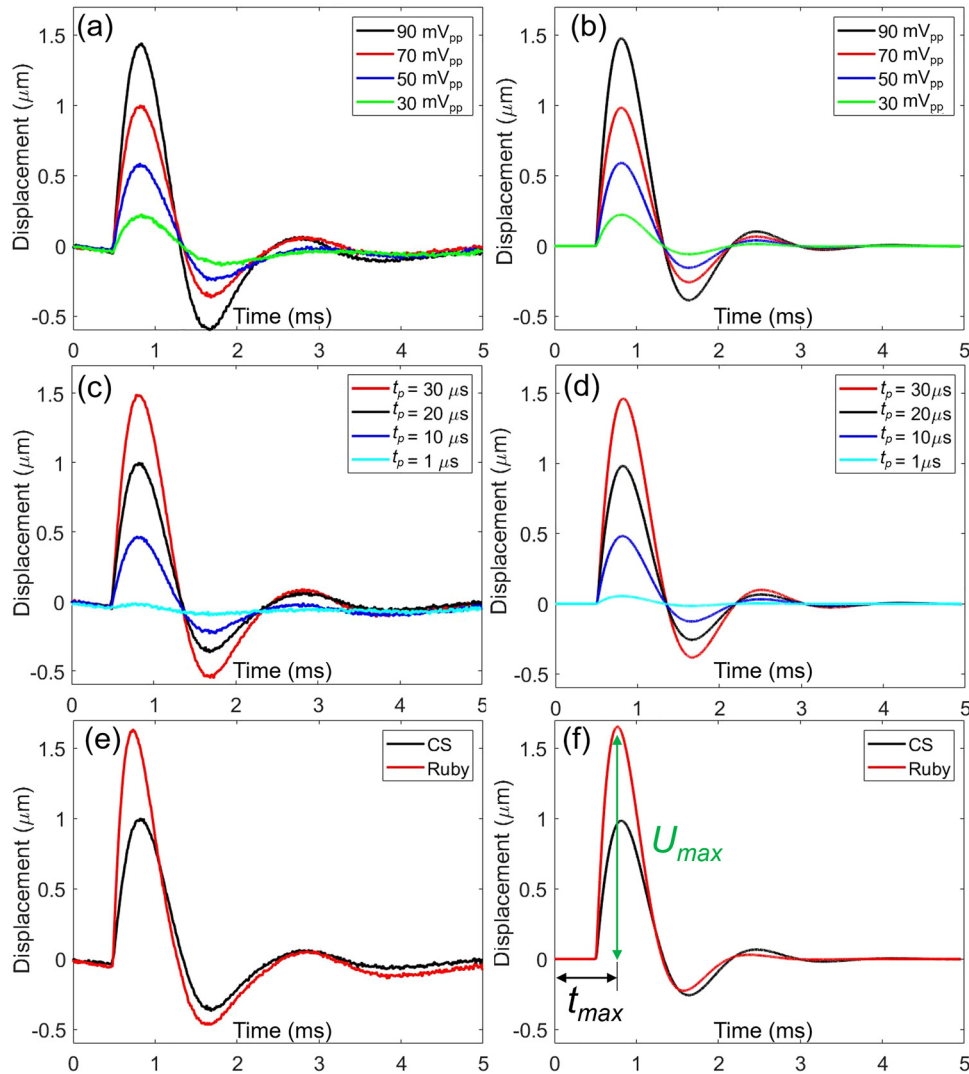 (a)
90 mVpp
70 mVpp
50 mVpp
30 mVpp
Displacement (μm)
1.5
1
0.5
0
-0.5
Time (ms)
0 1 2 3 4 5
(b)
90 mVpp
70 mVpp
50 mVpp
30 mVpp.
Displacement (μm)
1.5
1
0.5
0
-0.5
Time (ms)
0 1 2 3 4 5
(c)
tp = 30 μs
tp = 20 μs
tp = 10 μs
tp = 1 μs
Displacement (μm)
1.5
1
0.5
0
-0.5
Time (ms)
0 1 2 3 4 5
(d)
tp = 30μs
tp = 20μs
tp = 10μs
tp = 1μs
Displacement (μm)
1.5
1
0.5
0
-0.5
Time (ms)
0 1 2 3 4 5
(e)
CS
Ruby
Displacement (μm)
1.5
1
0.5
0
-0.5
Time (ms)
0 1 2 3 4 5
(f)
CS
Ruby
Displacement (μm)
1.5
1
0.5
0
-0.5
Umax
tmax
Time (ms)
0 1 2 3 4 5